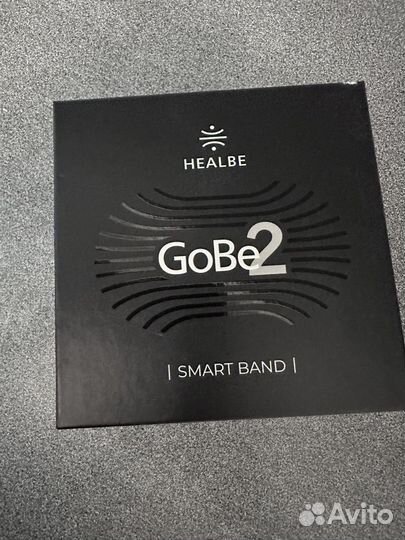 HEALBE
GoBe2
| SMART BAND |
Avito